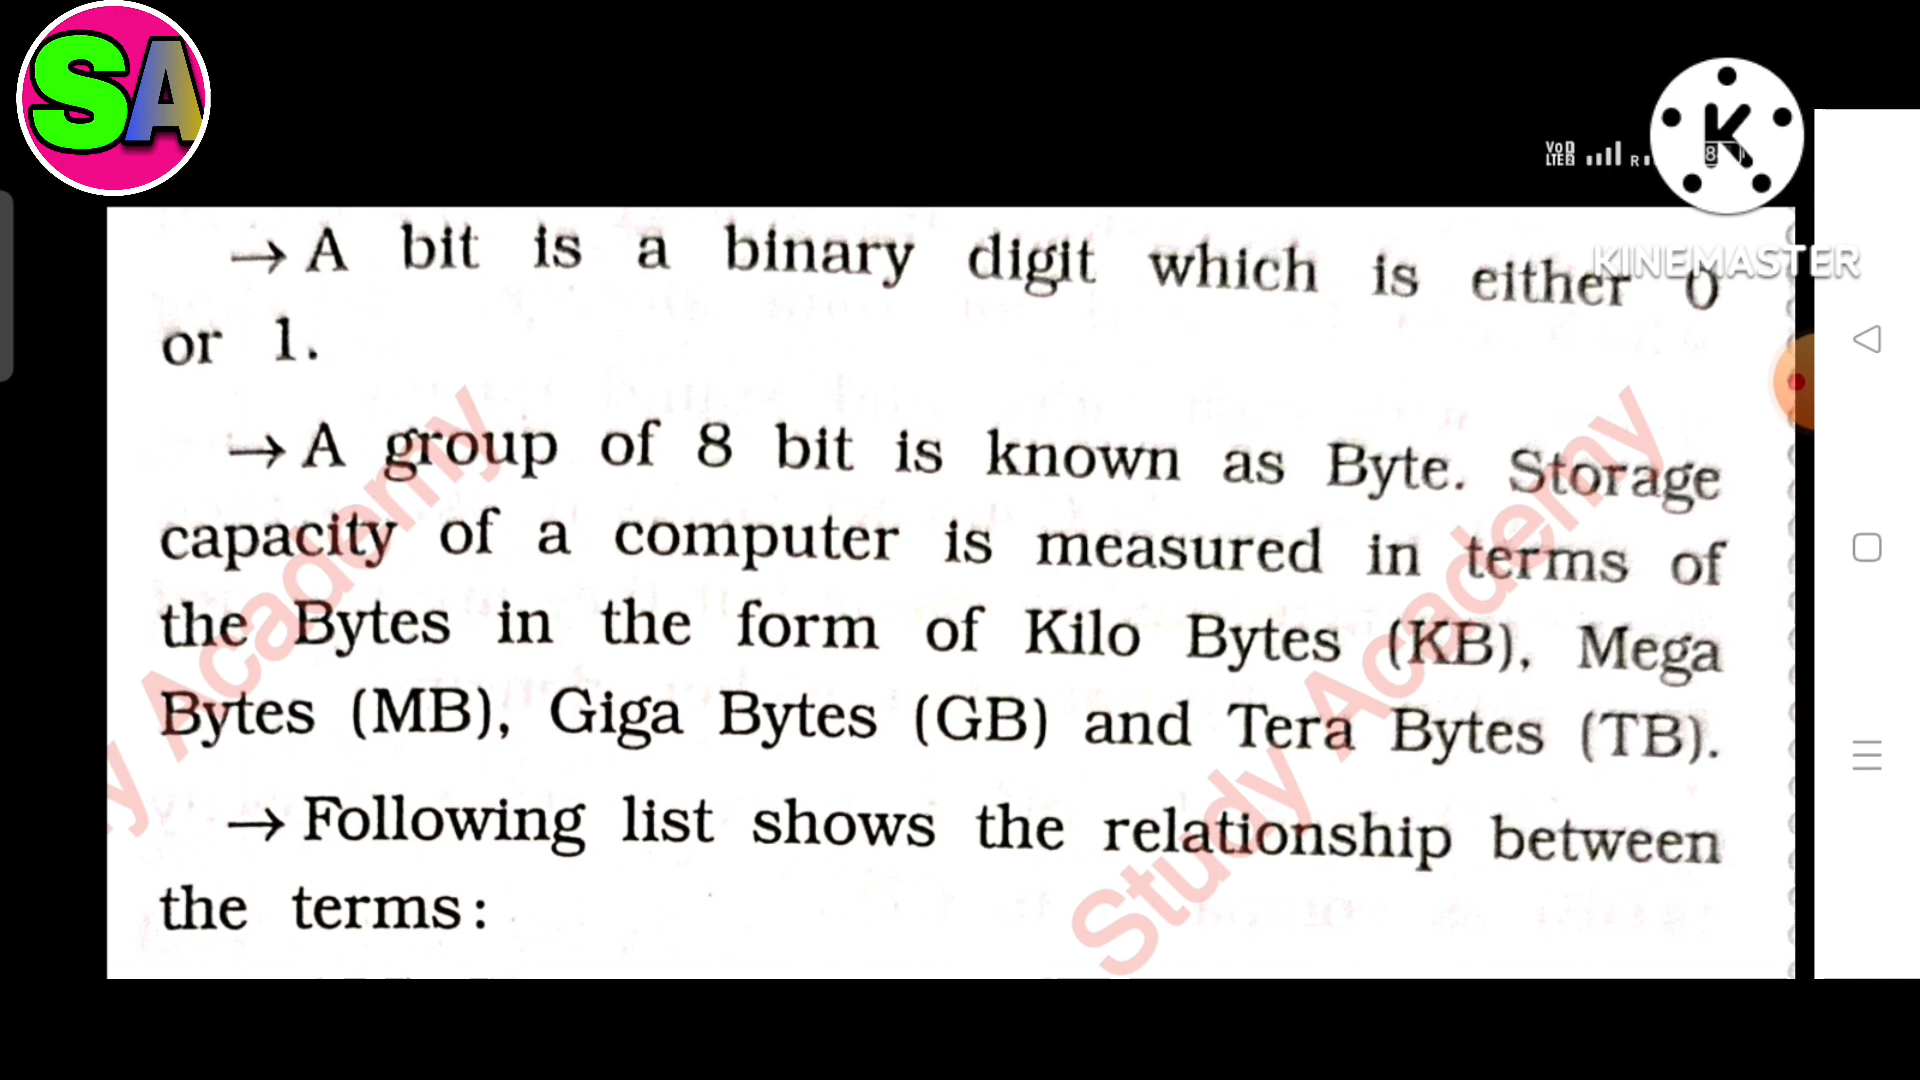 SA
VoLTE2 R
K
8
KINEMASTER
→ A bit is a binary digit which is either 0
or 1.
→ A group of 8 bit is known as Byte. Storage
capacity of a computer is measured in terms of
the Bytes in the form of Kilo Bytes (KB), Mega
Bytes (MB), Giga Bytes (GB) and Tera Bytes (TB).
→ Following list shows the relationship between
the terms:
y Academy
Study Academy